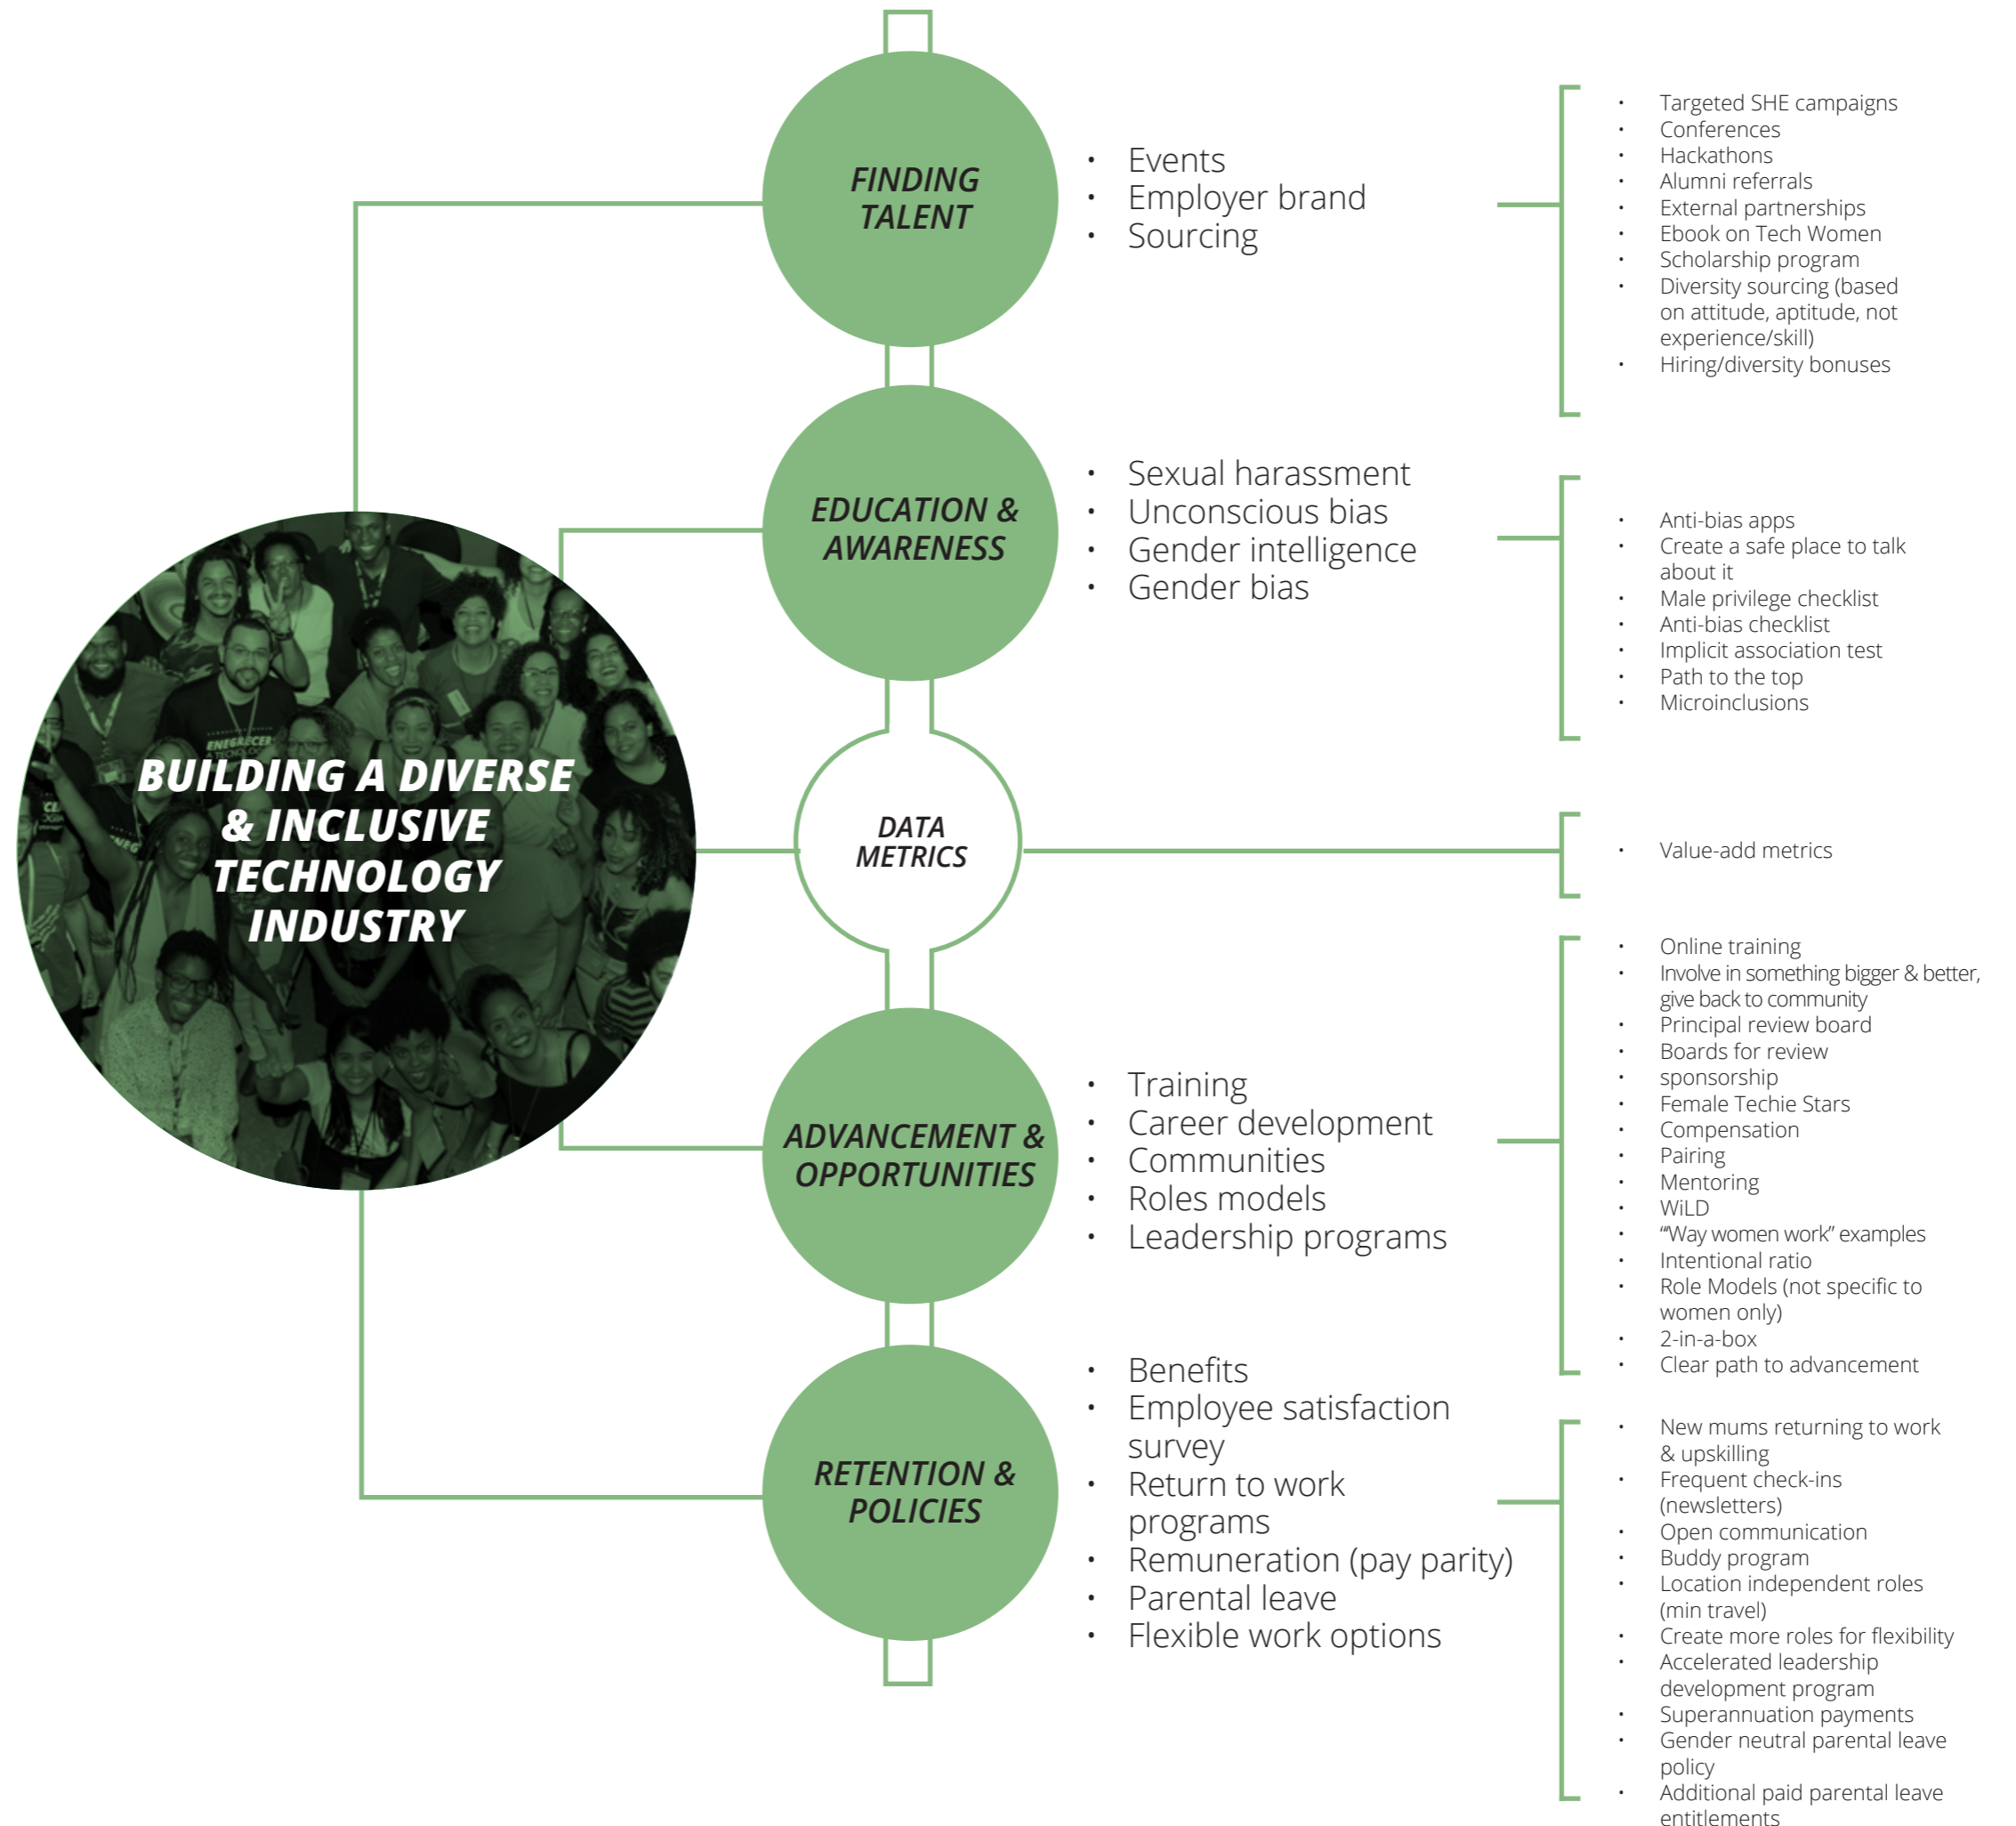 BUILDING A DIVERSE
& INCLUSIVE
TECHNOLOGY
INDUSTRY
ENEGRECER
A TECNOLOG
FINDING
TALENT
• Events
• Employer brand
• Sourcing
• Targeted SHE campaigns
• Conferences
• Hackathons
• Alumni referrals
• External partnerships
• Ebook on Tech Women
• Scholarship program
• Diversity sourcing (based
on attitude, aptitude, not
experience/skill)
• Hiring/diversity bonuses
EDUCATION &
AWARENESS
• Sexual harassment
• Unconscious bias
• Gender intelligence
• Gender bias
• Anti-bias apps
• Create a safe place to talk
about it
• Male privilege checklist
• Anti-bias checklist
• Implicit association test
• Path to the top
• Microinclusions
DATA
METRICS
• Value-add metrics
ADVANCEMENT &
OPPORTUNITIES
• Training
• Career development
• Communities
• Roles models
• Leadership programs
• Online training
• Involve in something bigger & better,
give back to community
• Principal review board
• Boards for review
• sponsorship
• Female Techie Stars
• Compensation
• Pairing
• Mentoring
• WiLD
• “‘Way women work” examples
• Intentional ratio
• Role Models (not specific to
women only)
• 2-in-a-box
• Clear path to advancement
RETENTION &
POLICIES
• Benefits
• Employee satisfaction
survey
• Return to work
programs
• Remuneration (pay parity)
• Parental leave
• Flexible work options
• New mums returning to work
& upskilling
• Frequent check-ins
(newsletters)
• Open communication
• Buddy program
• Location independent roles
(min travel)
• Create more roles for flexibility
• Accelerated leadership
development program
• Superannuation payments
• Gender neutral parental leave
policy
• Additional paid parental leave
entitlements